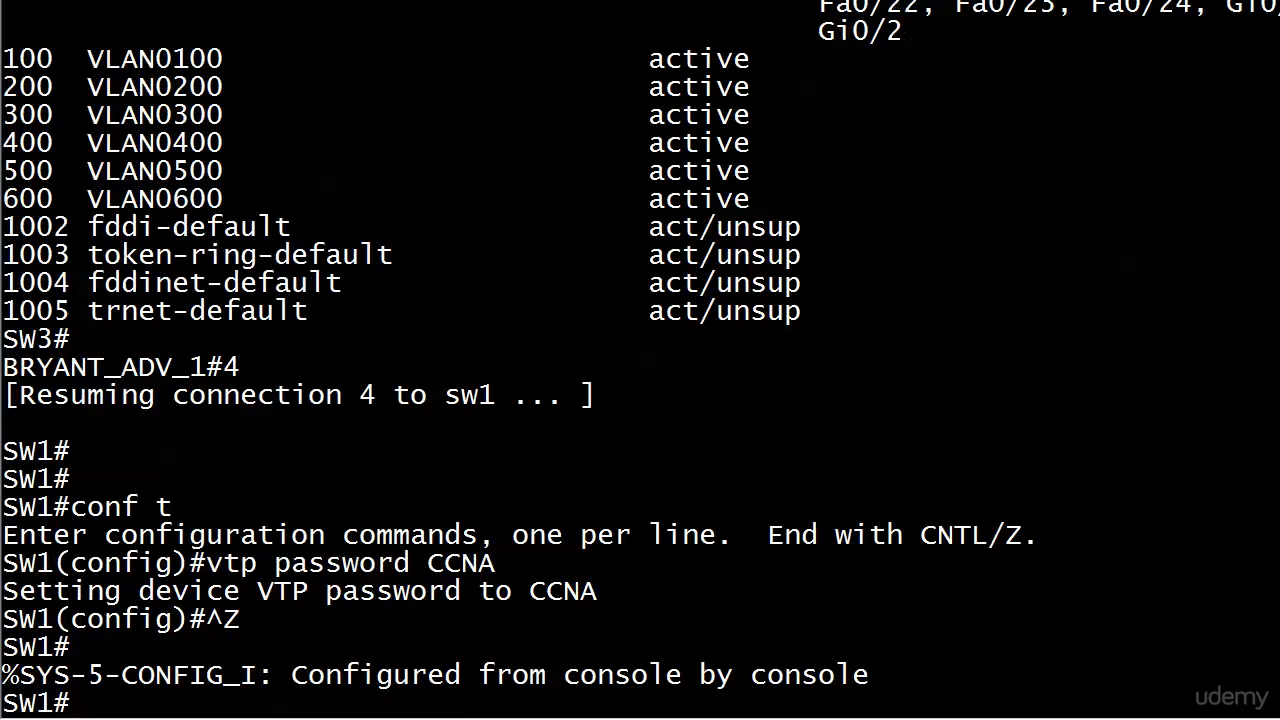 Fa0/22, Fa0/23, Fa0/24, Gi0/
Gi0/2
100  VLAN0100                         active
200  VLAN0200                         active
300  VLAN0300                         active
400  VLAN0400                         active
500  VLAN0500                         active
600  VLAN0600                         active
1002 fddi-default                     act/unsup
1003 token-ring-default               act/unsup
1004 fddinet-default                  act/unsup
1005 trnet-default                    act/unsup
SW3#
BRYANT_ADV_1#4
[Resuming connection 4 to sw1 ... ]
SW1#
SW1#
SW1#conf t
Enter configuration commands, one per line.  End with CNTL/Z.
SW1(config)#vtp password CCNA
Setting device VTP password to CCNA
SW1(config)#^Z
SW1#
%SYS-5-CONFIG_I: Configured from console by console
SW1#
udemy